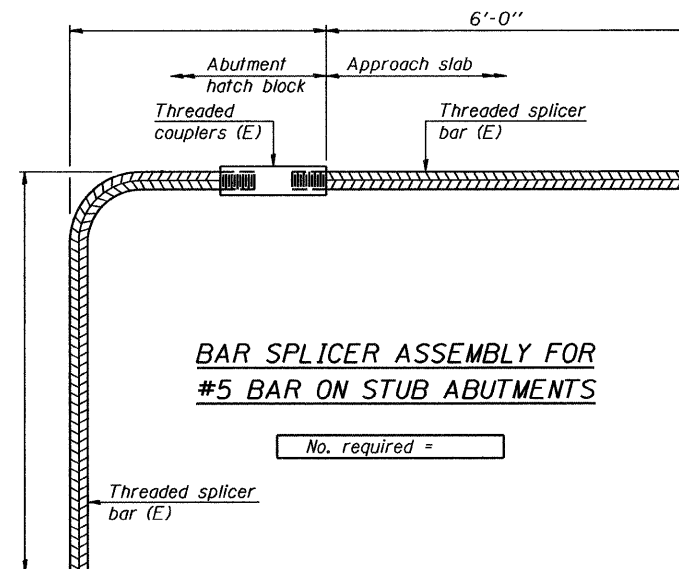 6'-0"
Abutment
hatch block
Approach slab
Threaded
couplers (E)
Threaded splicer
bar (E)
BAR SPLICER ASSEMBLY FOR
#5 BAR ON STUB ABUTMENTS
No. required =
Threaded splicer
bar (E)